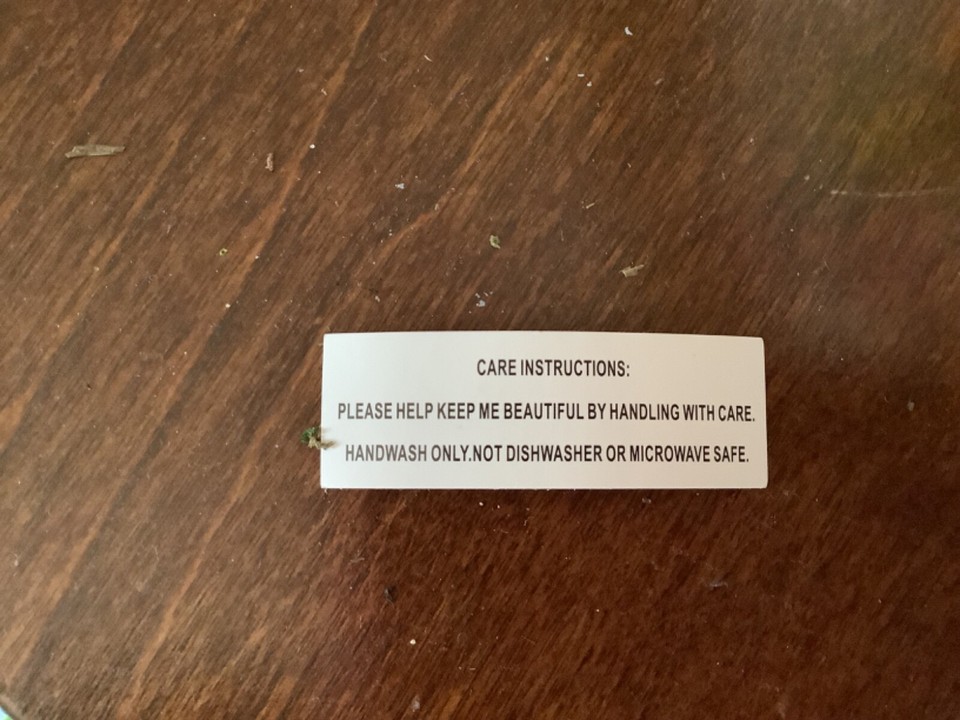 CARE INSTRUCTIONS:
PLEASE HELP KEEP ME BEAUTIFUL BY HANDLING WITH CARE.
HANDWASH ONLY.NOT DISHWASHER OR MICROWAVE SAFE.